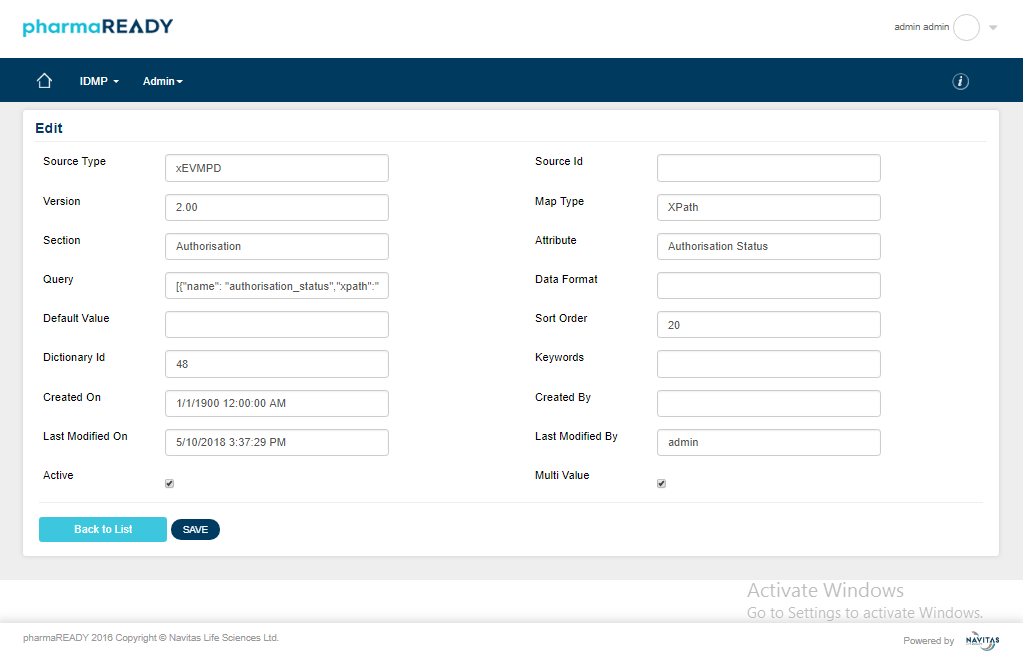 pharmaREADY
admin admin
IDMP
Admin
i
Edit
Source Type
xEVMPD
Source Id
Version
2.00
Map Type
XPath
Section
Authorisation
Attribute
Authorisation Status
Query
[{"name": "authorisation_status","xpath":"
Data Format
Default Value
Sort Order
20
Dictionary Id
48
Keywords
Created On
1/1/1900 12:00:00 AM
Created By
Last Modified On
5/10/2018 3:37:29 PM
Last Modified By
admin
Active
Multi Value
Back to List
SAVE
Activate Windows
Go to Settings to activate Windows.
pharmaREADY 2016 Copyright © Navitas Life Sciences Ltd.
Powered by
NAVITAS